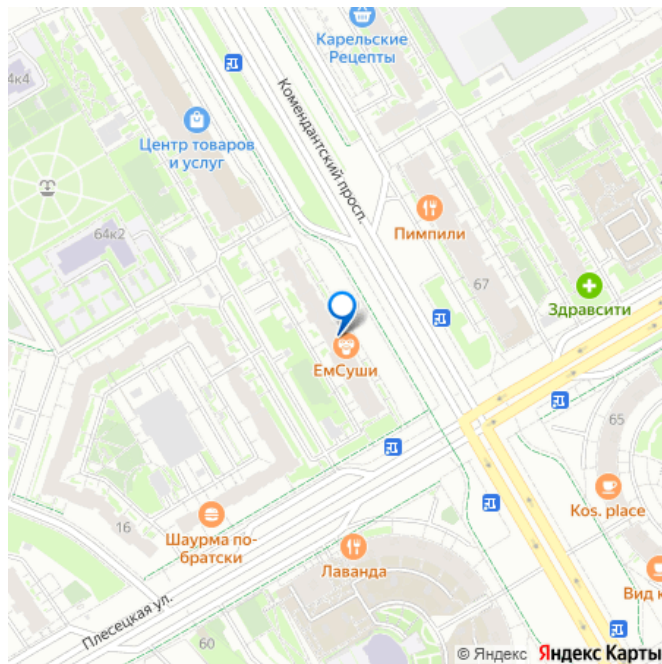 Карельские
Рецепты
4к4
Комендантский просп.
Центр товаров
и услуг
64к2
Пимпили
67
Здравсити
ЕмСуши
65
16
Шаурма по-
братски
Kos. place
Лаванда
Вид к
Плесецкая ул.
60
© Яндекс Яндекс Карты